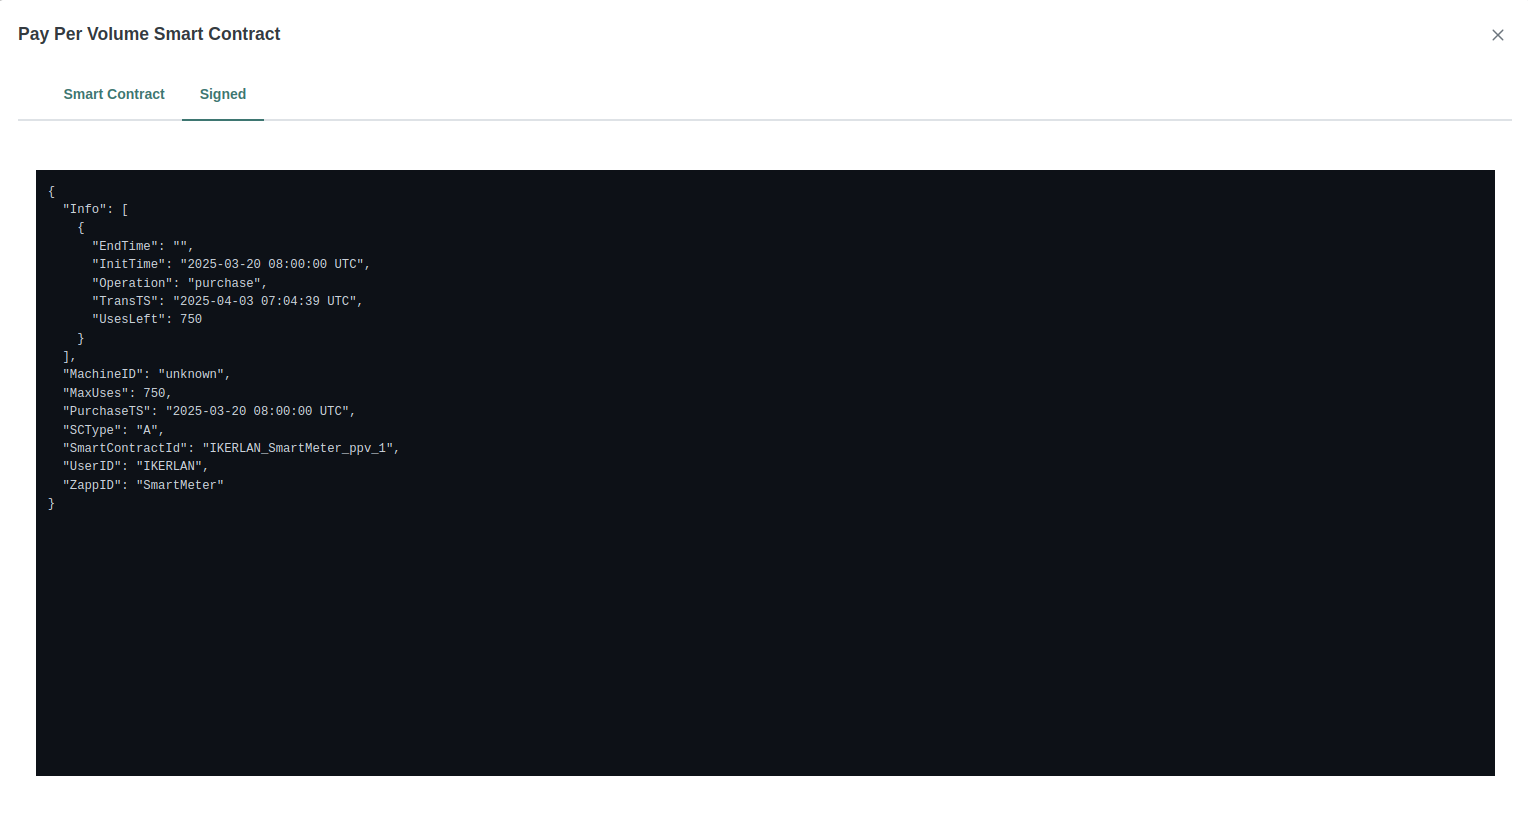 Pay Per Volume Smart Contract
Smart Contract Signed
{
  "Info": [
    {
      "EndTime": "",
      "InitTime": "2025-03-20 08:00:00 UTC",
      "Operation": "purchase",
      "TransTS": "2025-04-03 07:04:39 UTC",
      "UsesLeft": 750
    }
  ],
  "MachineID": "unknown",
  "MaxUses": 750,
  "PurchaseTS": "2025-03-20 08:00:00 UTC",
  "SCType": "A",
  "SmartContractId": "IKERLAN_SmartMeter_ppv_1",
  "UserID": "IKERLAN",
  "ZappID": "SmartMeter"
}